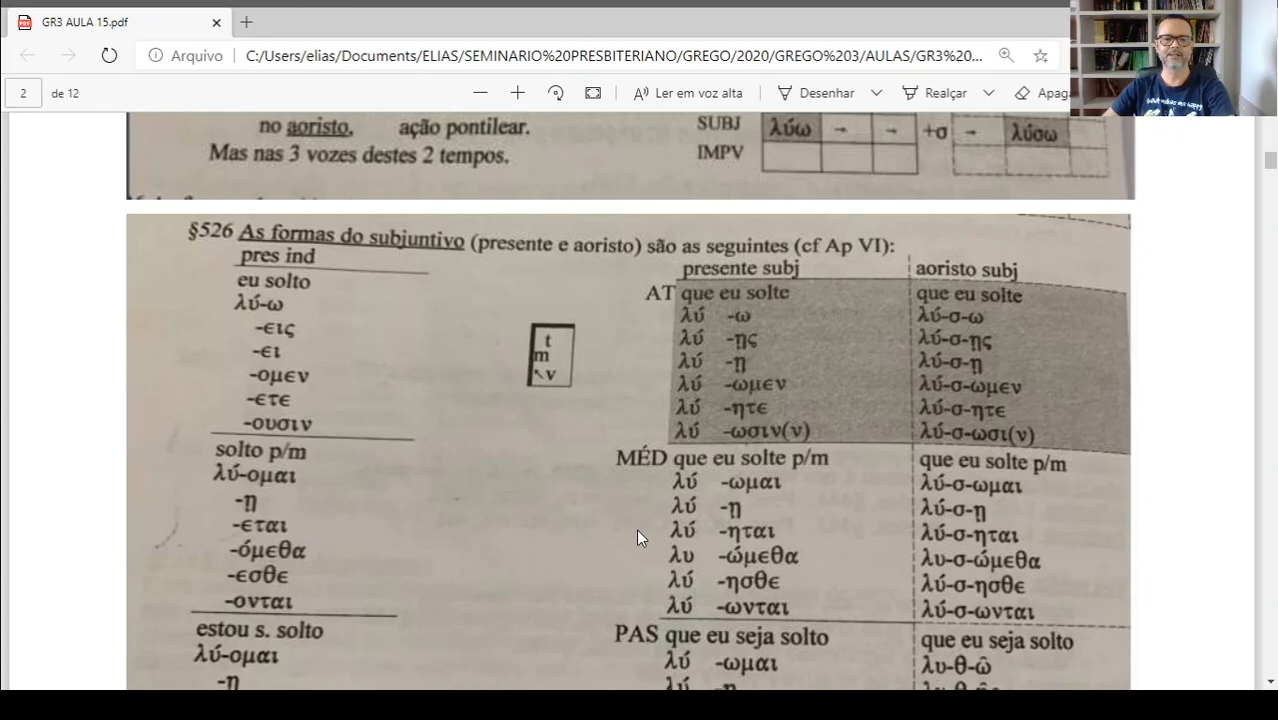 GR3 AULA 15.pdf
Arquivo C:/Users/elias/Documents/ELIAS/SEMINARIO%20PRESBITERIANO/GREGO/2020/GREGO%203/AULAS/GR3%20...
2 de 12 Ler em voz alta Desenhar Realçar Apag
no aoristo, ação pontilear.
Mas nas 3 vozes destes 2 tempos.
SUBJ λύω → → +σ → λύσω
IMPV
§526 As formas do subjuntivo (presente e aoristo) são as seguintes (cf Ap VI):
pres ind
eu solto
λύ-ω
-εις
-ει
-ομεν
-ετε
-ουσιν
solto p/m
λύ-ομαι
-ῃ
-εται
-όμεθα
-εσθε
-ονται
estou s. solto
λύ-ομαι
-ῃ
t
m
↖v
presente subj aoristo subj
AT que eu solte que eu solte
λύ -ω λύ-σ-ω
λύ -ῃς λύ-σ-ῃς
λύ -ῃ λύ-σ-ῃ
λύ -ωμεν λύ-σ-ωμεν
λύ -ητε λύ-σ-ητε
λύ -ωσιν(ν) λύ-σ-ωσι(ν)
MÉD que eu solte p/m que eu solte p/m
λύ -ωμαι λύ-σ-ωμαι
λύ -ῃ λύ-σ-ῃ
λύ -ηται λύ-σ-ηται
λυ -ώμεθα λυ-σ-ώμεθα
λύ -ησθε λύ-σ-ησθε
λύ -ωνται λύ-σ-ωνται
PAS que eu seja solto que eu seja solto
λύ -ωμαι λυ-θ-ῶ